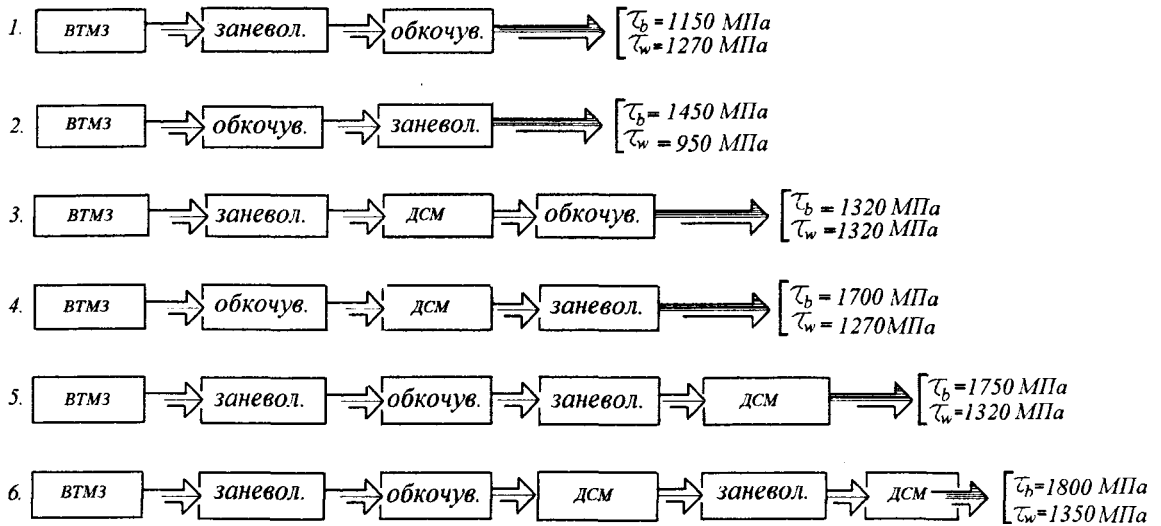 1. ВТМЗ заневол. обкочув. τb = 1150 МПа
τw = 1270 МПа
2. ВТМЗ обкочув. заневол. τb = 1450 МПа
τw = 950 МПа
3. ВТМЗ заневол. ДСМ обкочув. τb = 1320 МПа
τw = 1320 МПа
4. ВТМЗ обкочув. ДСМ заневол. τb = 1700 МПа
τw = 1270 МПа
5. ВТМЗ заневол. обкочув. заневол. ДСМ τb = 1750 МПа
τw = 1320 МПа
6. ВТМЗ заневол. обкочув. ДСМ заневол. ДСМ τb = 1800 МПа
τw = 1350 МПа